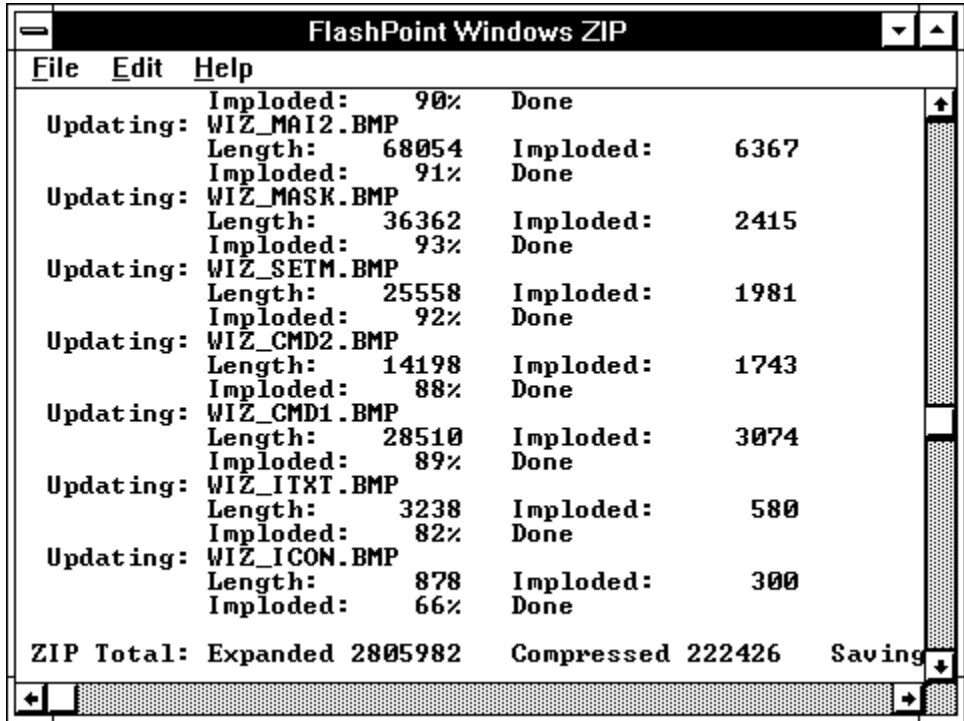 FlashPoint Windows ZIP
File Edit Help
Imploded: 90% Done
Updating: WIZ_MAI2.BMP
Length: 68054 Imploded: 6367
Imploded: 91% Done
Updating: WIZ_MASK.BMP
Length: 36362 Imploded: 2415
Imploded: 93% Done
Updating: WIZ_SETM.BMP
Length: 25558 Imploded: 1981
Imploded: 92% Done
Updating: WIZ_CMD2.BMP
Length: 14198 Imploded: 1743
Imploded: 88% Done
Updating: WIZ_CMD1.BMP
Length: 28510 Imploded: 3074
Imploded: 89% Done
Updating: WIZ_ITXT.BMP
Length: 3238 Imploded: 580
Imploded: 82% Done
Updating: WIZ_ICON.BMP
Length: 878 Imploded: 300
Imploded: 66% Done
ZIP Total: Expanded 2805982 Compressed 222426 Saving